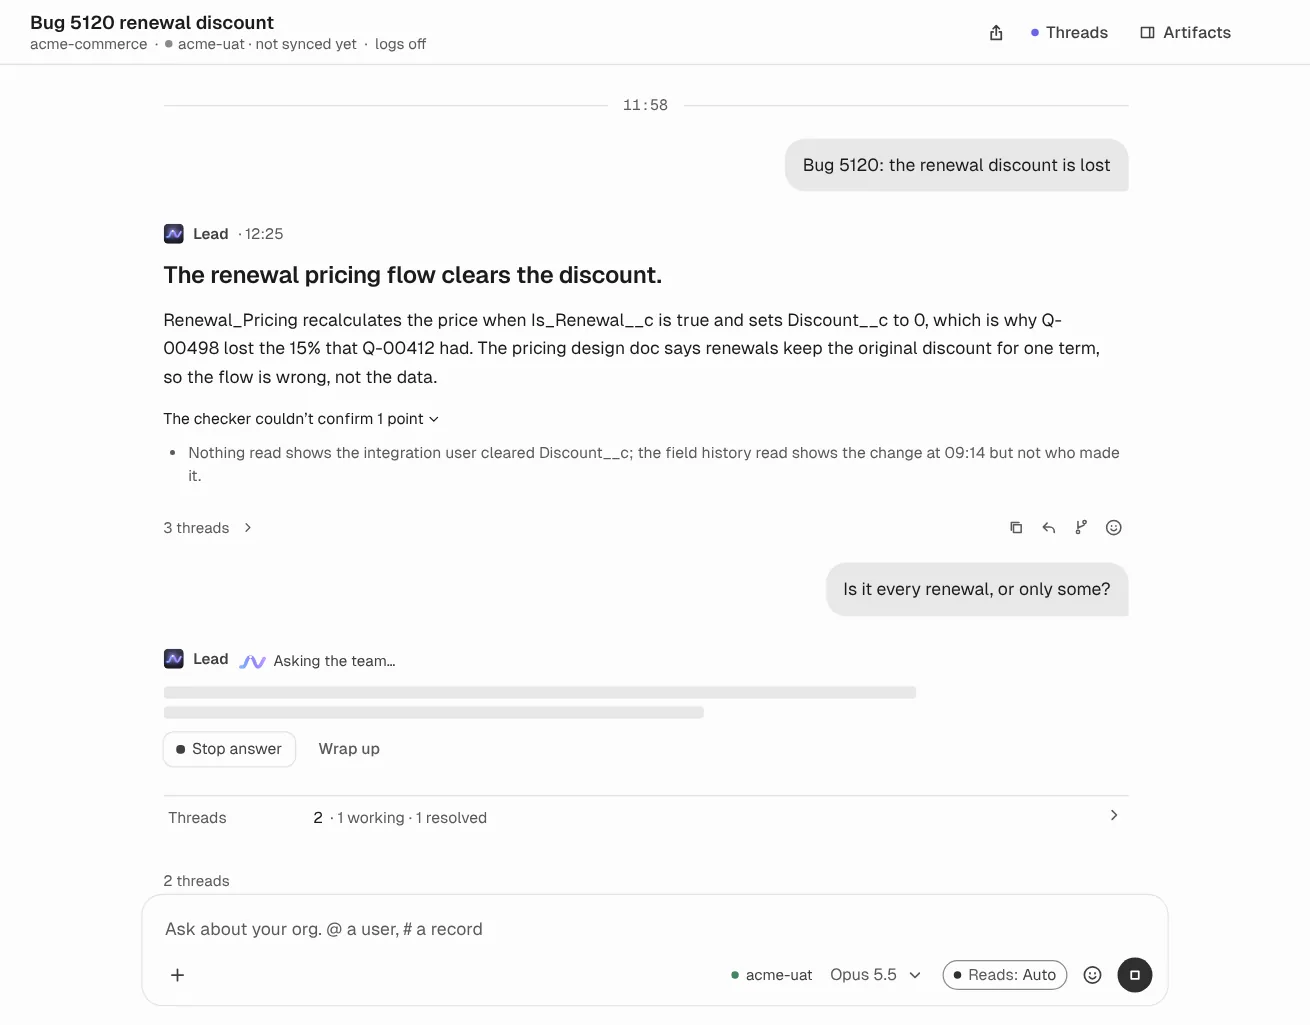 Bug 5120 renewal discount
acme-commerce · acme-uat · not synced yet · logs off
Threads
Artifacts
11:58
Bug 5120: the renewal discount is lost
Lead · 12:25
The renewal pricing flow clears the discount.
Renewal_Pricing recalculates the price when Is_Renewal__c is true and sets Discount__c to 0, which is why Q-
00498 lost the 15% that Q-00412 had. The pricing design doc says renewals keep the original discount for one term,
so the flow is wrong, not the data.
The checker couldn’t confirm 1 point
• Nothing read shows the integration user cleared Discount__c; the field history read shows the change at 09:14 but not who made
it.
3 threads
Is it every renewal, or only some?
Lead Asking the team…
Stop answer Wrap up
Threads 2 · 1 working · 1 resolved
2 threads
Ask about your org. @ a user, # a record
acme-uat Opus 5.5 Reads: Auto